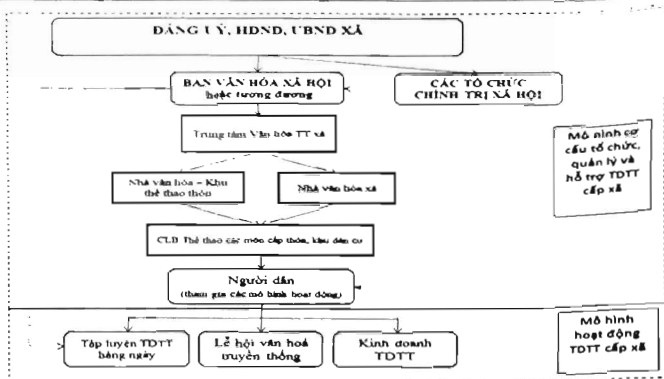 ĐẢNG UỶ, HĐND, UBND XÃ
BAN VĂN HÓA XÃ HỘI
hoặc tương đương
CÁC TỔ CHỨC
CHÍNH TRỊ XÃ HỘI
Trung tâm Văn hóa TT xã
Mô hình cơ
cấu tổ chức,
quản lý và
hỗ trợ TDTT
cấp xã
Nhà văn hóa – Khu
thể thao thôn
Nhà văn hóa xã
CLB Thể thao các môn cấp thôn, khu dân cư
Người dân
(tham gia các mô hình hoạt động)
Tập luyện TDTT
hàng ngày
Lễ hội văn hoá
truyền thống
Kinh doanh
TDTT
Mô hình
hoạt động
TDTT cấp xã